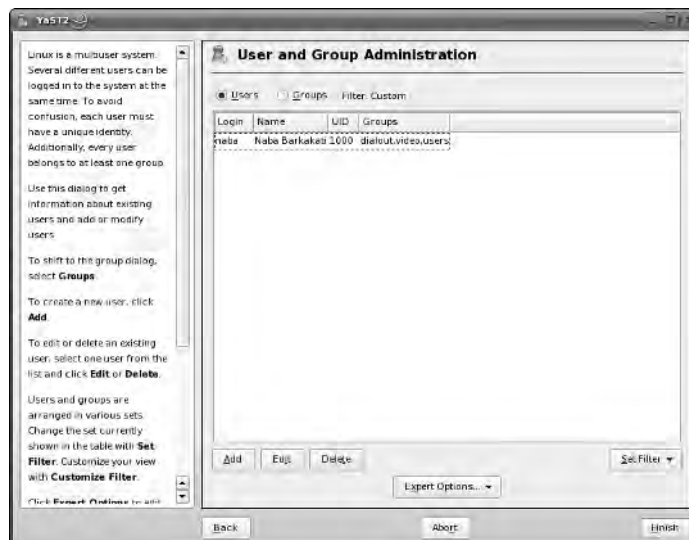 YaST2
Linux is a multiuser system.
Several different users can be
logged in to the system at the
same time. To avoid
confusion, each user must
have a unique identity.
Additionally, every user
belongs to at least one group.
Use this dialog to get
information about existing
users and add or modify
users.
To shift to the group dialog,
select Groups.
To create a new user, click
Add.
To edit or delete an existing
user, select one user from the
list and click Edit or Delete.
Users and groups are
arranged in various sets.
Change the set currently
shown in the table with Set
Filter. Customize your view
with Customize Filter.
Click Expert Options to edit
User and Group Administration
Users Groups Filter: Custom
Login Name UID Groups
naba Naba Barkakati 1000 dialout,video,users
Add Edit Delete Set Filter
Expert Options...
Back Abort Finish